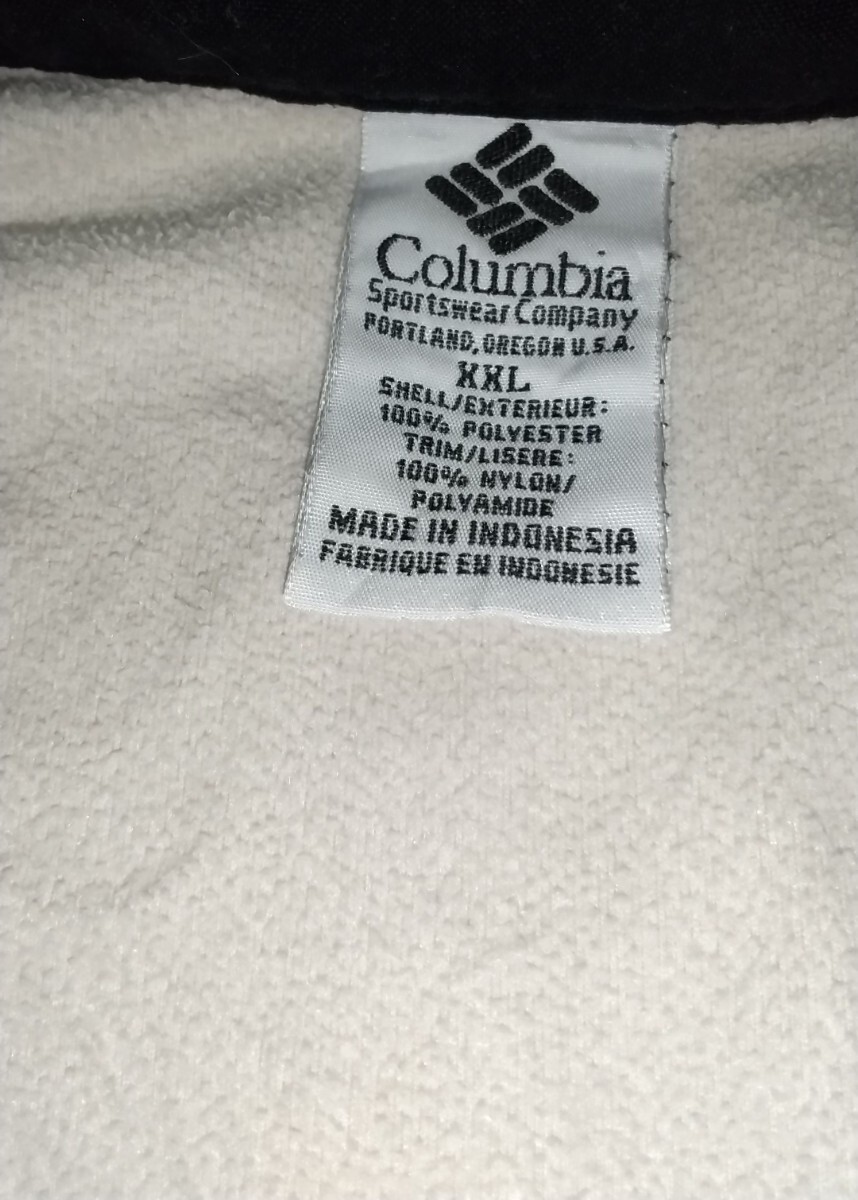 Columbia
Sportswear Company
PORTLAND, OREGON U.S.A.
XXL
SHELL/EXTERIEUR:
100% POLYESTER
TRIM/LISERE:
100% NYLON/
POLYAMIDE
MADE IN INDONESIA
FABRIQUE EN INDONESIE